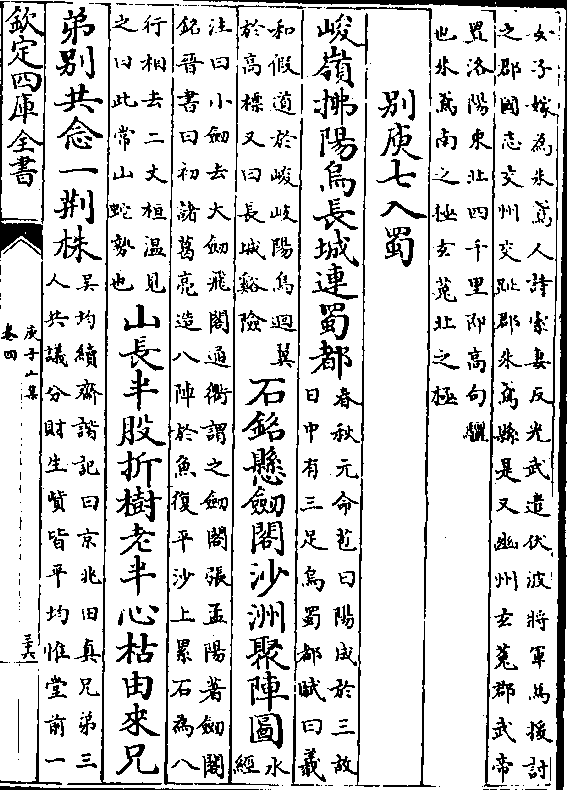 女子嫁為朱鳶人詩索妻反光武遣伏波將軍馬援討
之郡國志交州交趾郡朱鳶縣是又幽州玄菟郡武帝
置洛陽東北四千里即高句驪
也朱鳶南之極玄菟北之極
别庾七入蜀
峻嶺拂陽烏長城連蜀都
春秋元命苞曰陽成於三故
日中有三足烏蜀都賦曰羲
和假道於峻岐陽烏迴翼
於高標又曰長城谿險
石銘懸劒閣沙洲聚陣圖
水
經
注曰小劒去大劒飛閣通衢謂之劒閣張孟陽著劒閣
銘晉書曰初諸葛亮造八陣於魚復平沙上累石為八
行相去二丈桓温見
之曰此常山蛇勢也
山長半股折樹老半心枯由來兄
弟别共念一荆株
吴均續齊諧記曰京兆田真兄弟三
人共議分財生貲皆平均惟堂前一
欽定四庫全書
庾子山集
卷四
三六